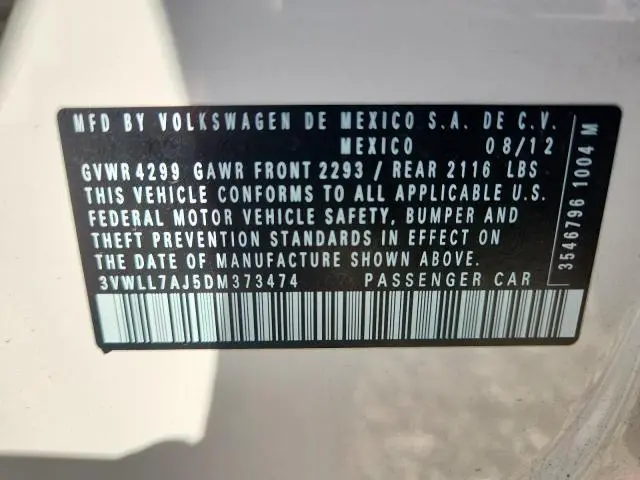 MFD BY VOLKSWAGEN DE MEXICO S.A. DE C.V.
MEXICO 08/12
GVWR 4299 GAWR FRONT 2293 / REAR 2116 LBS
THIS VEHICLE CONFORMS TO ALL APPLICABLE U.S.
FEDERAL MOTOR VEHICLE SAFETY, BUMPER AND
THEFT PREVENTION STANDARDS IN EFFECT ON
THE DATE OF MANUFACTURE SHOWN ABOVE.
3VWLL7AJ5DM373474 PASSENGER CAR
3546796 1004 M